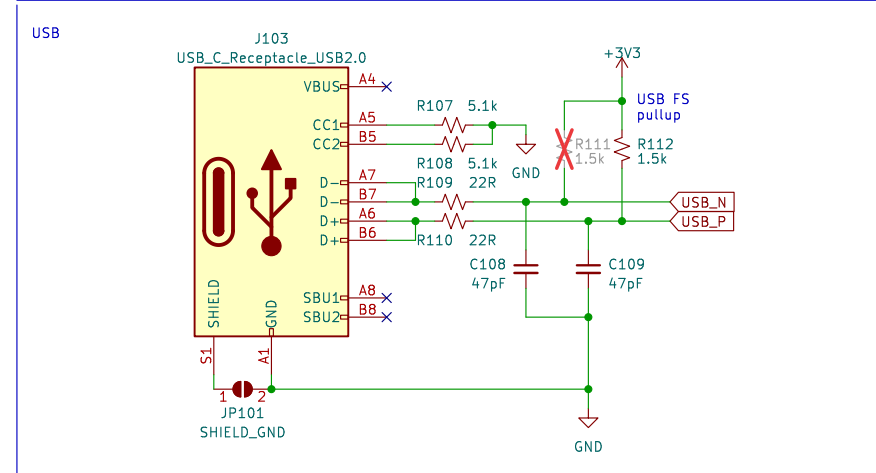 USB
J103
USB_C_Receptacle_USB2.0
VBUS A4
CC1 A5
CC2 B5
D- A7
D- B7
D+ A6
D+ B6
SBU1 A8
SBU2 B8
SHIELD
GND
S1
A1
R107 5.1k
R108 5.1k
GND
R109 22R
R110 22R
+3V3
USB FS
pullup
R111
1.5k
R112
1.5k
USB_N
USB_P
C108
47pF
C109
47pF
1 2
JP101
SHIELD_GND
GND